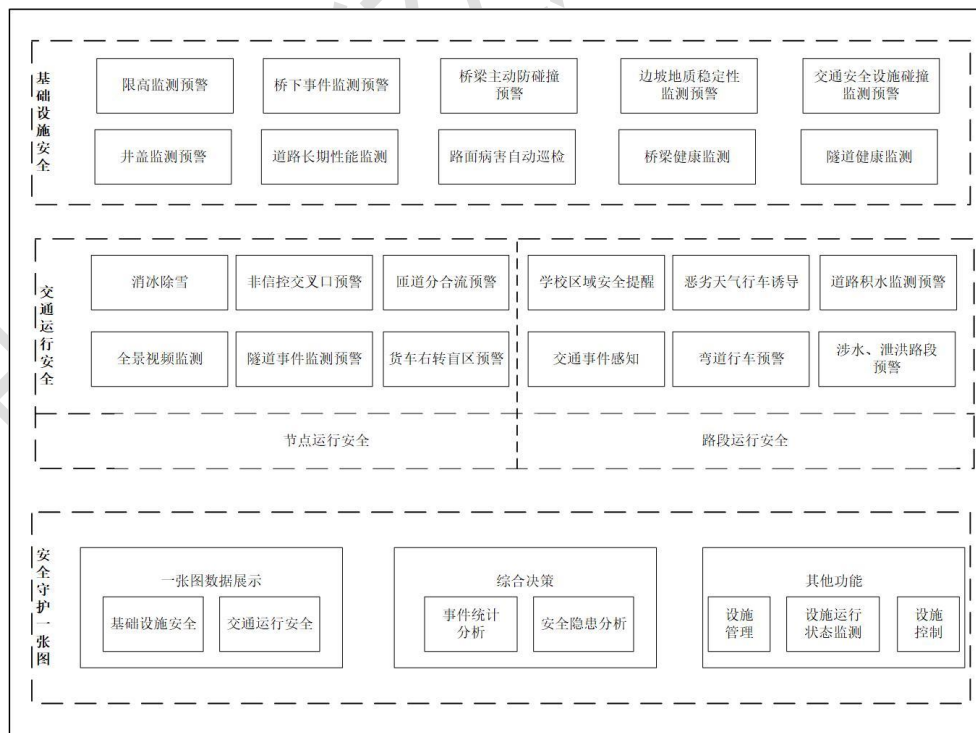 基础设施安全
限高监测预警
桥下事件监测预警
桥梁主动防碰撞
预警
边坡地质稳定性
监测预警
交通安全设施碰撞
监测预警
井盖监测预警
道路长期性能监测
路面病害自动巡检
桥梁健康监测
隧道健康监测
交通运行安全
消冰除雪
非信控交叉口预警
匝道分合流预警
学校区域安全提醒
恶劣天气行车诱导
道路积水监测预警
全景视频监测
隧道事件监测预警
货车右转盲区预警
交通事件感知
弯道行车预警
涉水、泄洪路段
预警
节点运行安全
路段运行安全
安全守护一张图
一张图数据展示
基础设施安全
交通运行安全
综合决策
事件统计
分析
安全隐患分析
其他功能
设施
管理
设施运行
状态监测
设施
控制